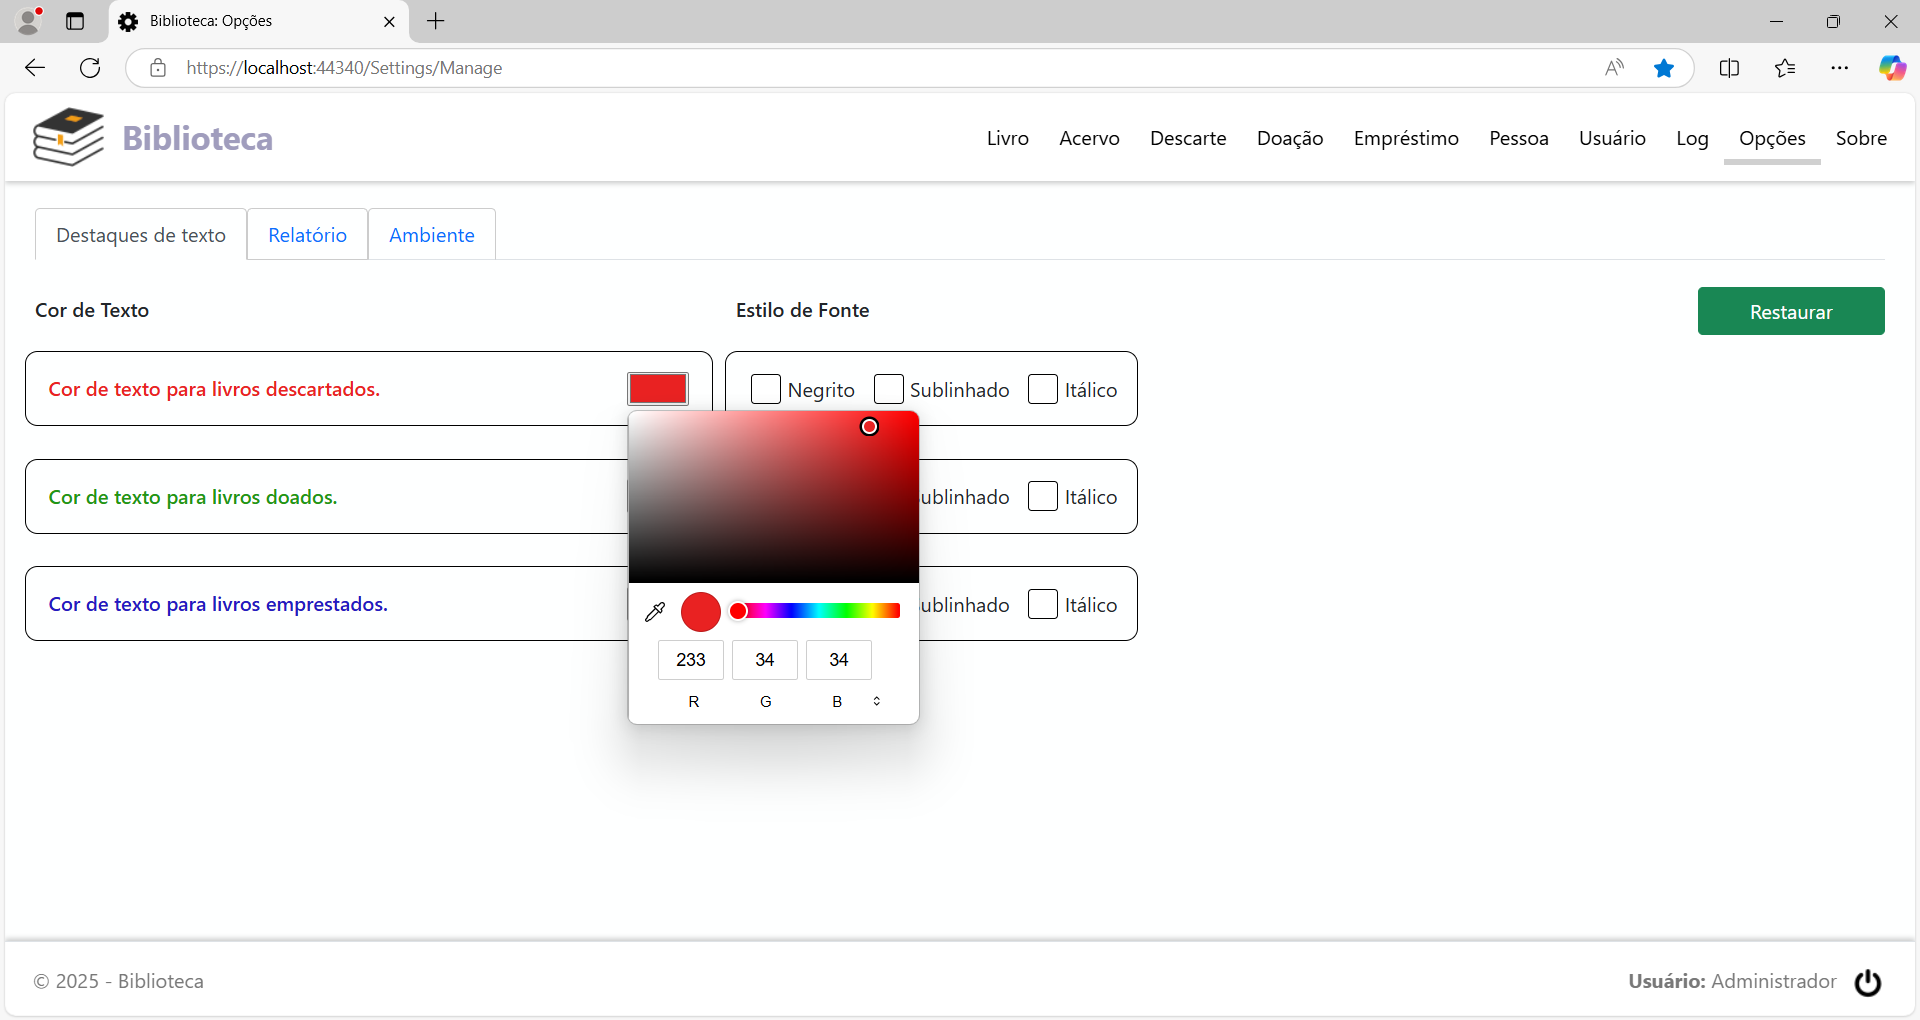 Biblioteca: Opções
https://localhost:44340/Settings/Manage
Biblioteca
Livro Acervo Descarte Doação Empréstimo Pessoa Usuário Log Opções Sobre
Destaques de texto Relatório Ambiente
Cor de Texto Estilo de Fonte Restaurar
Cor de texto para livros descartados. Negrito Sublinhado Itálico
Cor de texto para livros doados. ublinhado Itálico
Cor de texto para livros emprestados. ublinhado Itálico
233 34 34
R G B
© 2025 - Biblioteca Usuário: Administrador